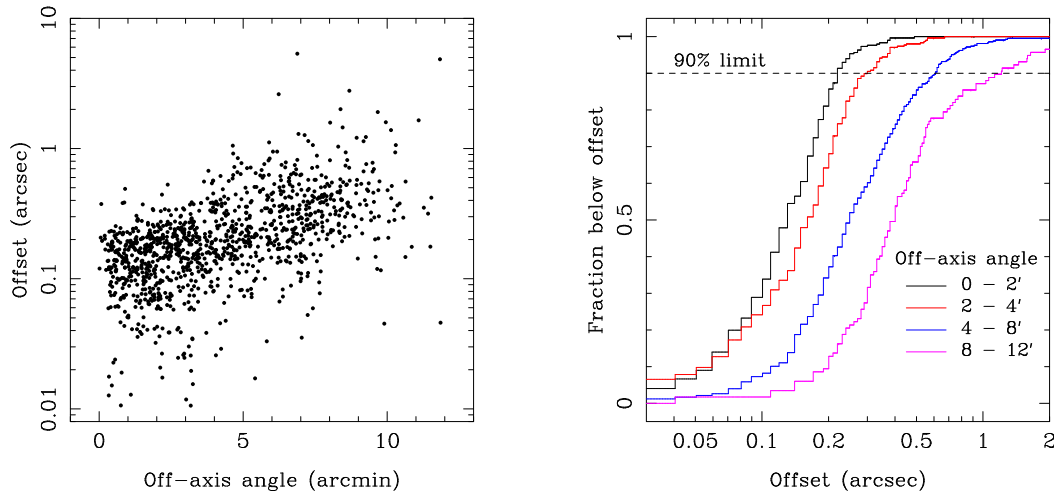 10
1
0.1
0.01
Offset (arcsec)
0
5
10
Off-axis angle (arcmin)
1
0.5
0
Fraction below offset
90% limit
Off-axis angle
0 - 2'
2 - 4'
4 - 8'
8 - 12'
0.05
0.1
0.2
0.5
1
2
Offset (arcsec)